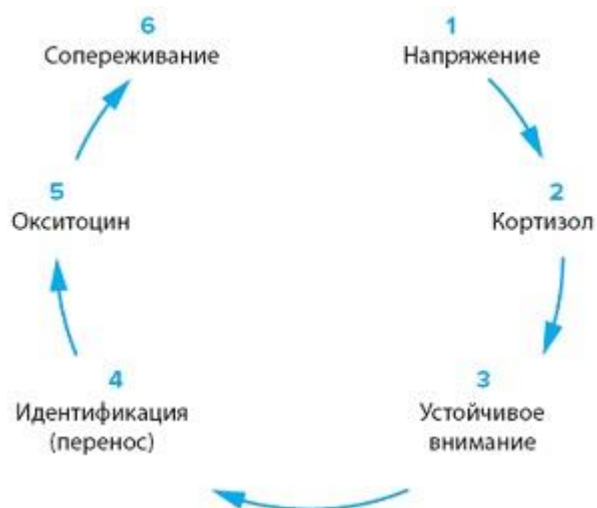 1
Напряжение
2
Кортизол
3
Устойчивое
внимание
4
Идентификация
(перенос)
5
Окситоцин
6
Сопереживание